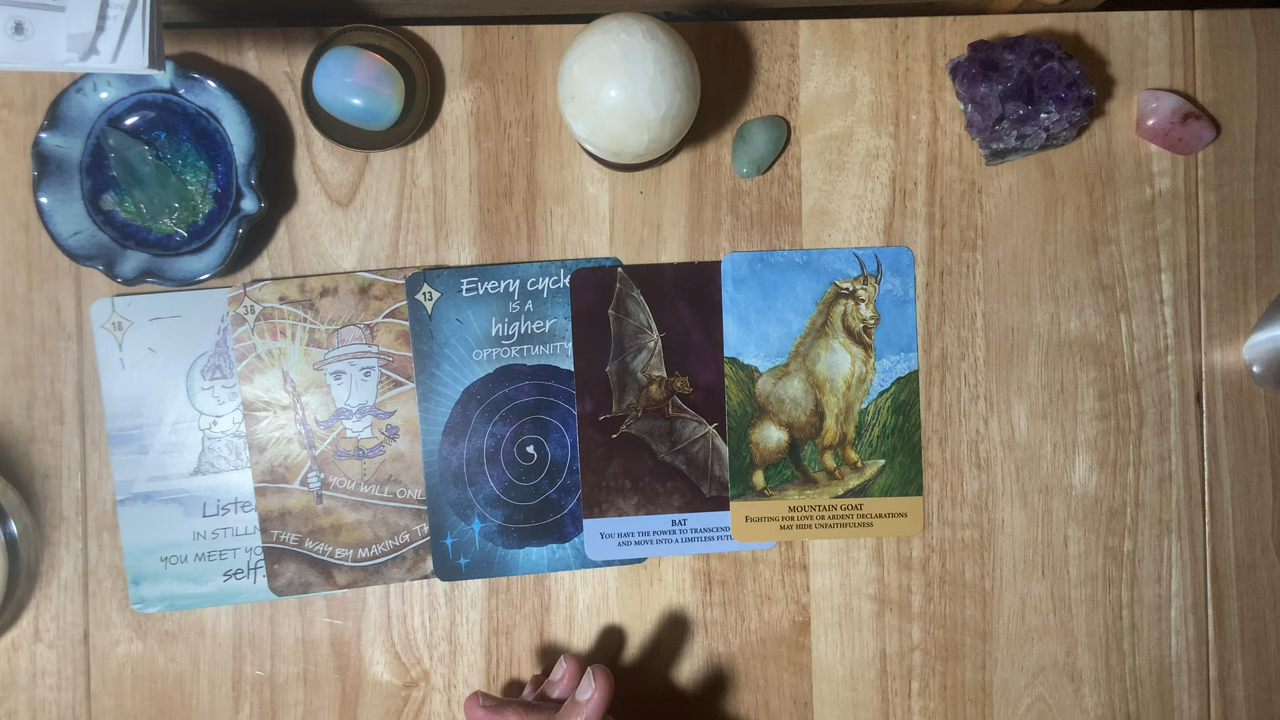 18
Listen
IN STILLN
YOU MEET YO
self.
38
YOU WILL ONL
THE WAY BY MAKING TH
13
Every cycle
IS A
higher
OPPORTUNITY
BAT
YOU HAVE THE POWER TO TRANSCEND
AND MOVE INTO A LIMITLESS FUTU
MOUNTAIN GOAT
FIGHTING FOR LOVE OR ARDENT DECLARATIONS
MAY HIDE UNFAITHFULNESS